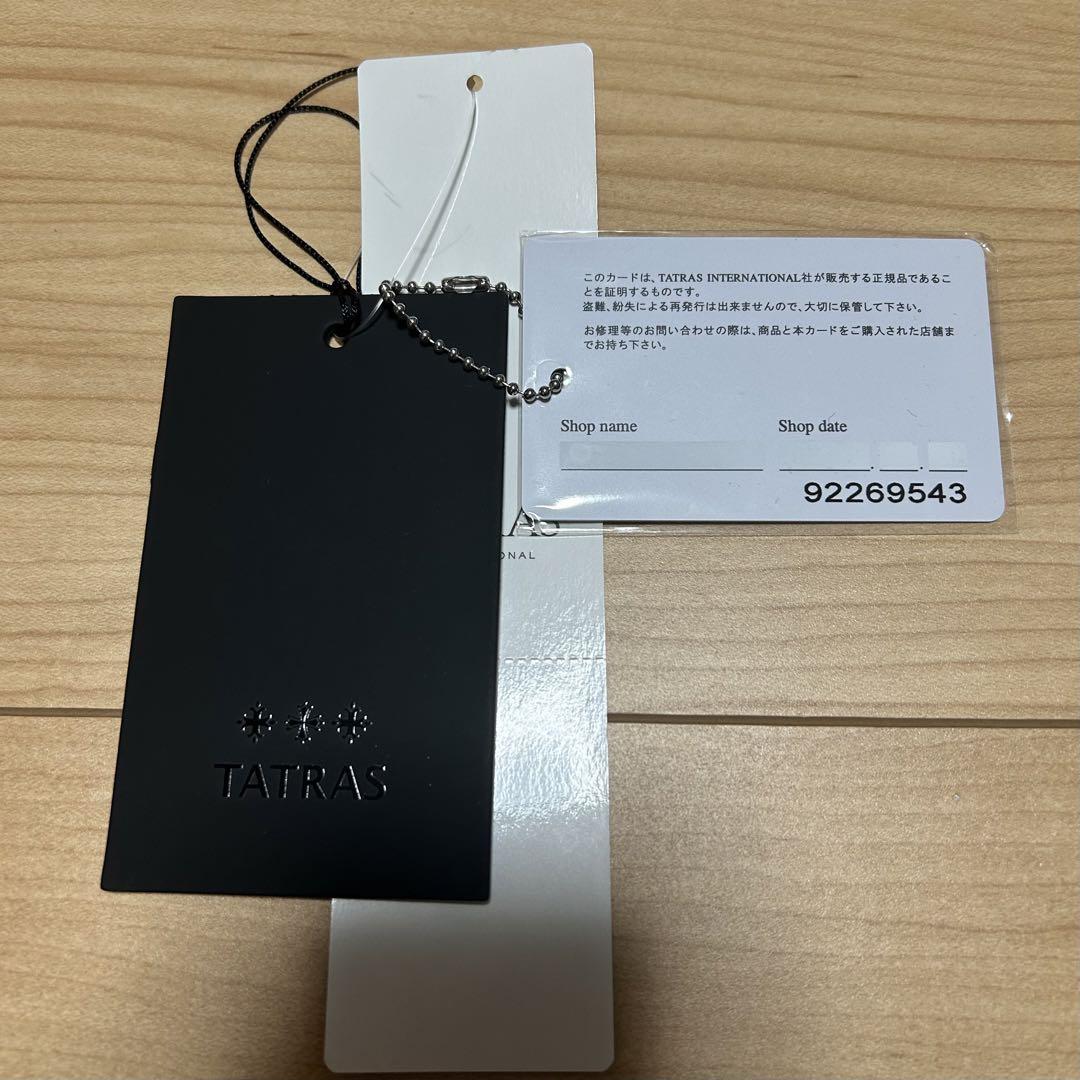 このカードは、TATRAS INTERNATIONAL社が販売する正規品であるこ
とを証明するものです。
盗難、紛失による再発行は出来ませんので、大切に保管して下さい。
お修理等のお問い合わせの際は、商品と本カードをご購入された店舗ま
でお持ち下さい。
Shop name
Shop date
92269543
TATRAS